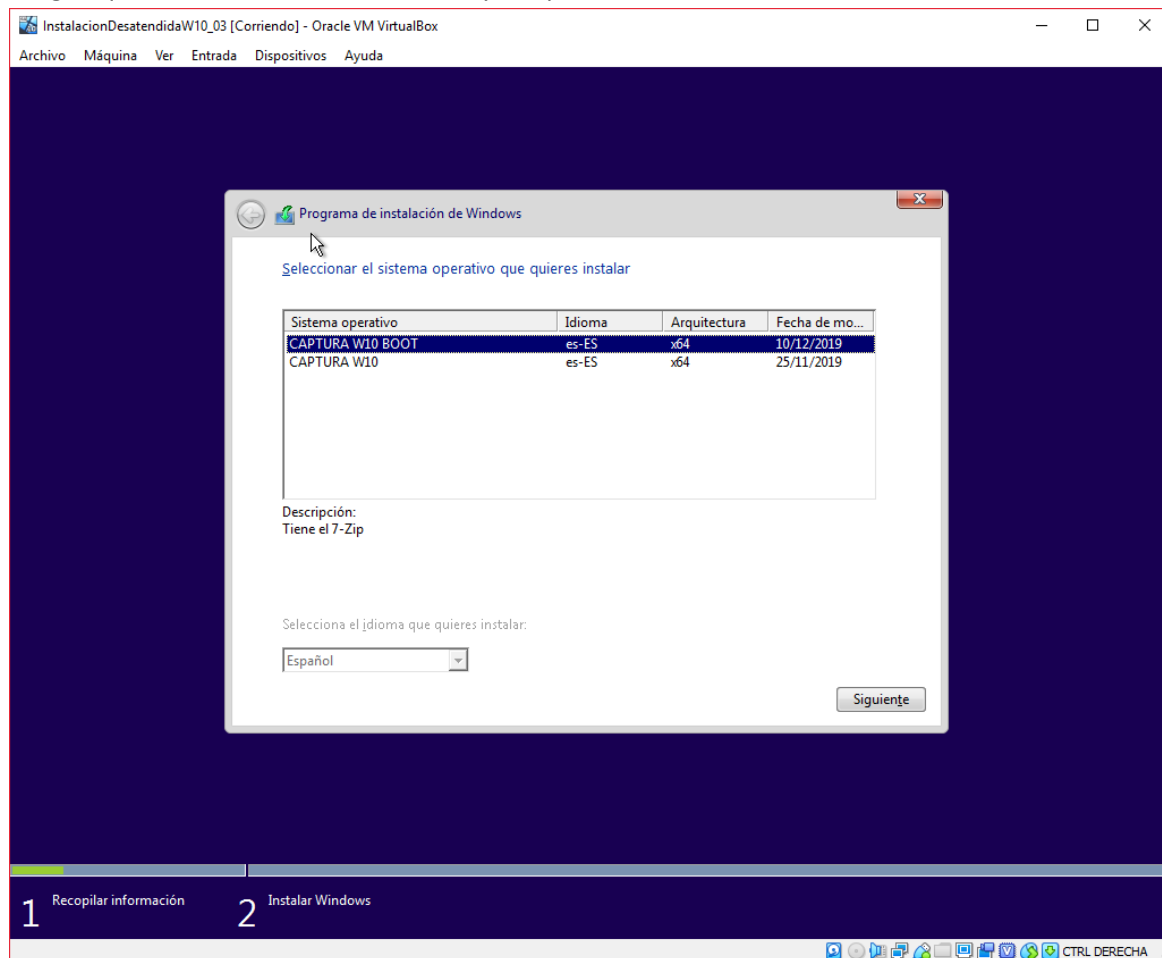 InstalacionDesatendidaW10_03 [Corriendo] - Oracle VM VirtualBox
Archivo Máquina Ver Entrada Dispositivos Ayuda
Programa de instalación de Windows
Seleccionar el sistema operativo que quieres instalar
Sistema operativo Idioma Arquitectura Fecha de mo...
CAPTURA W10 BOOT es-ES x64 10/12/2019
CAPTURA W10 es-ES x64 25/11/2019
Descripción:
Tiene el 7-Zip
Selecciona el idioma que quieres instalar:
Español
Siguiente
1 Recopilar información 2 Instalar Windows
CTRL DERECHA